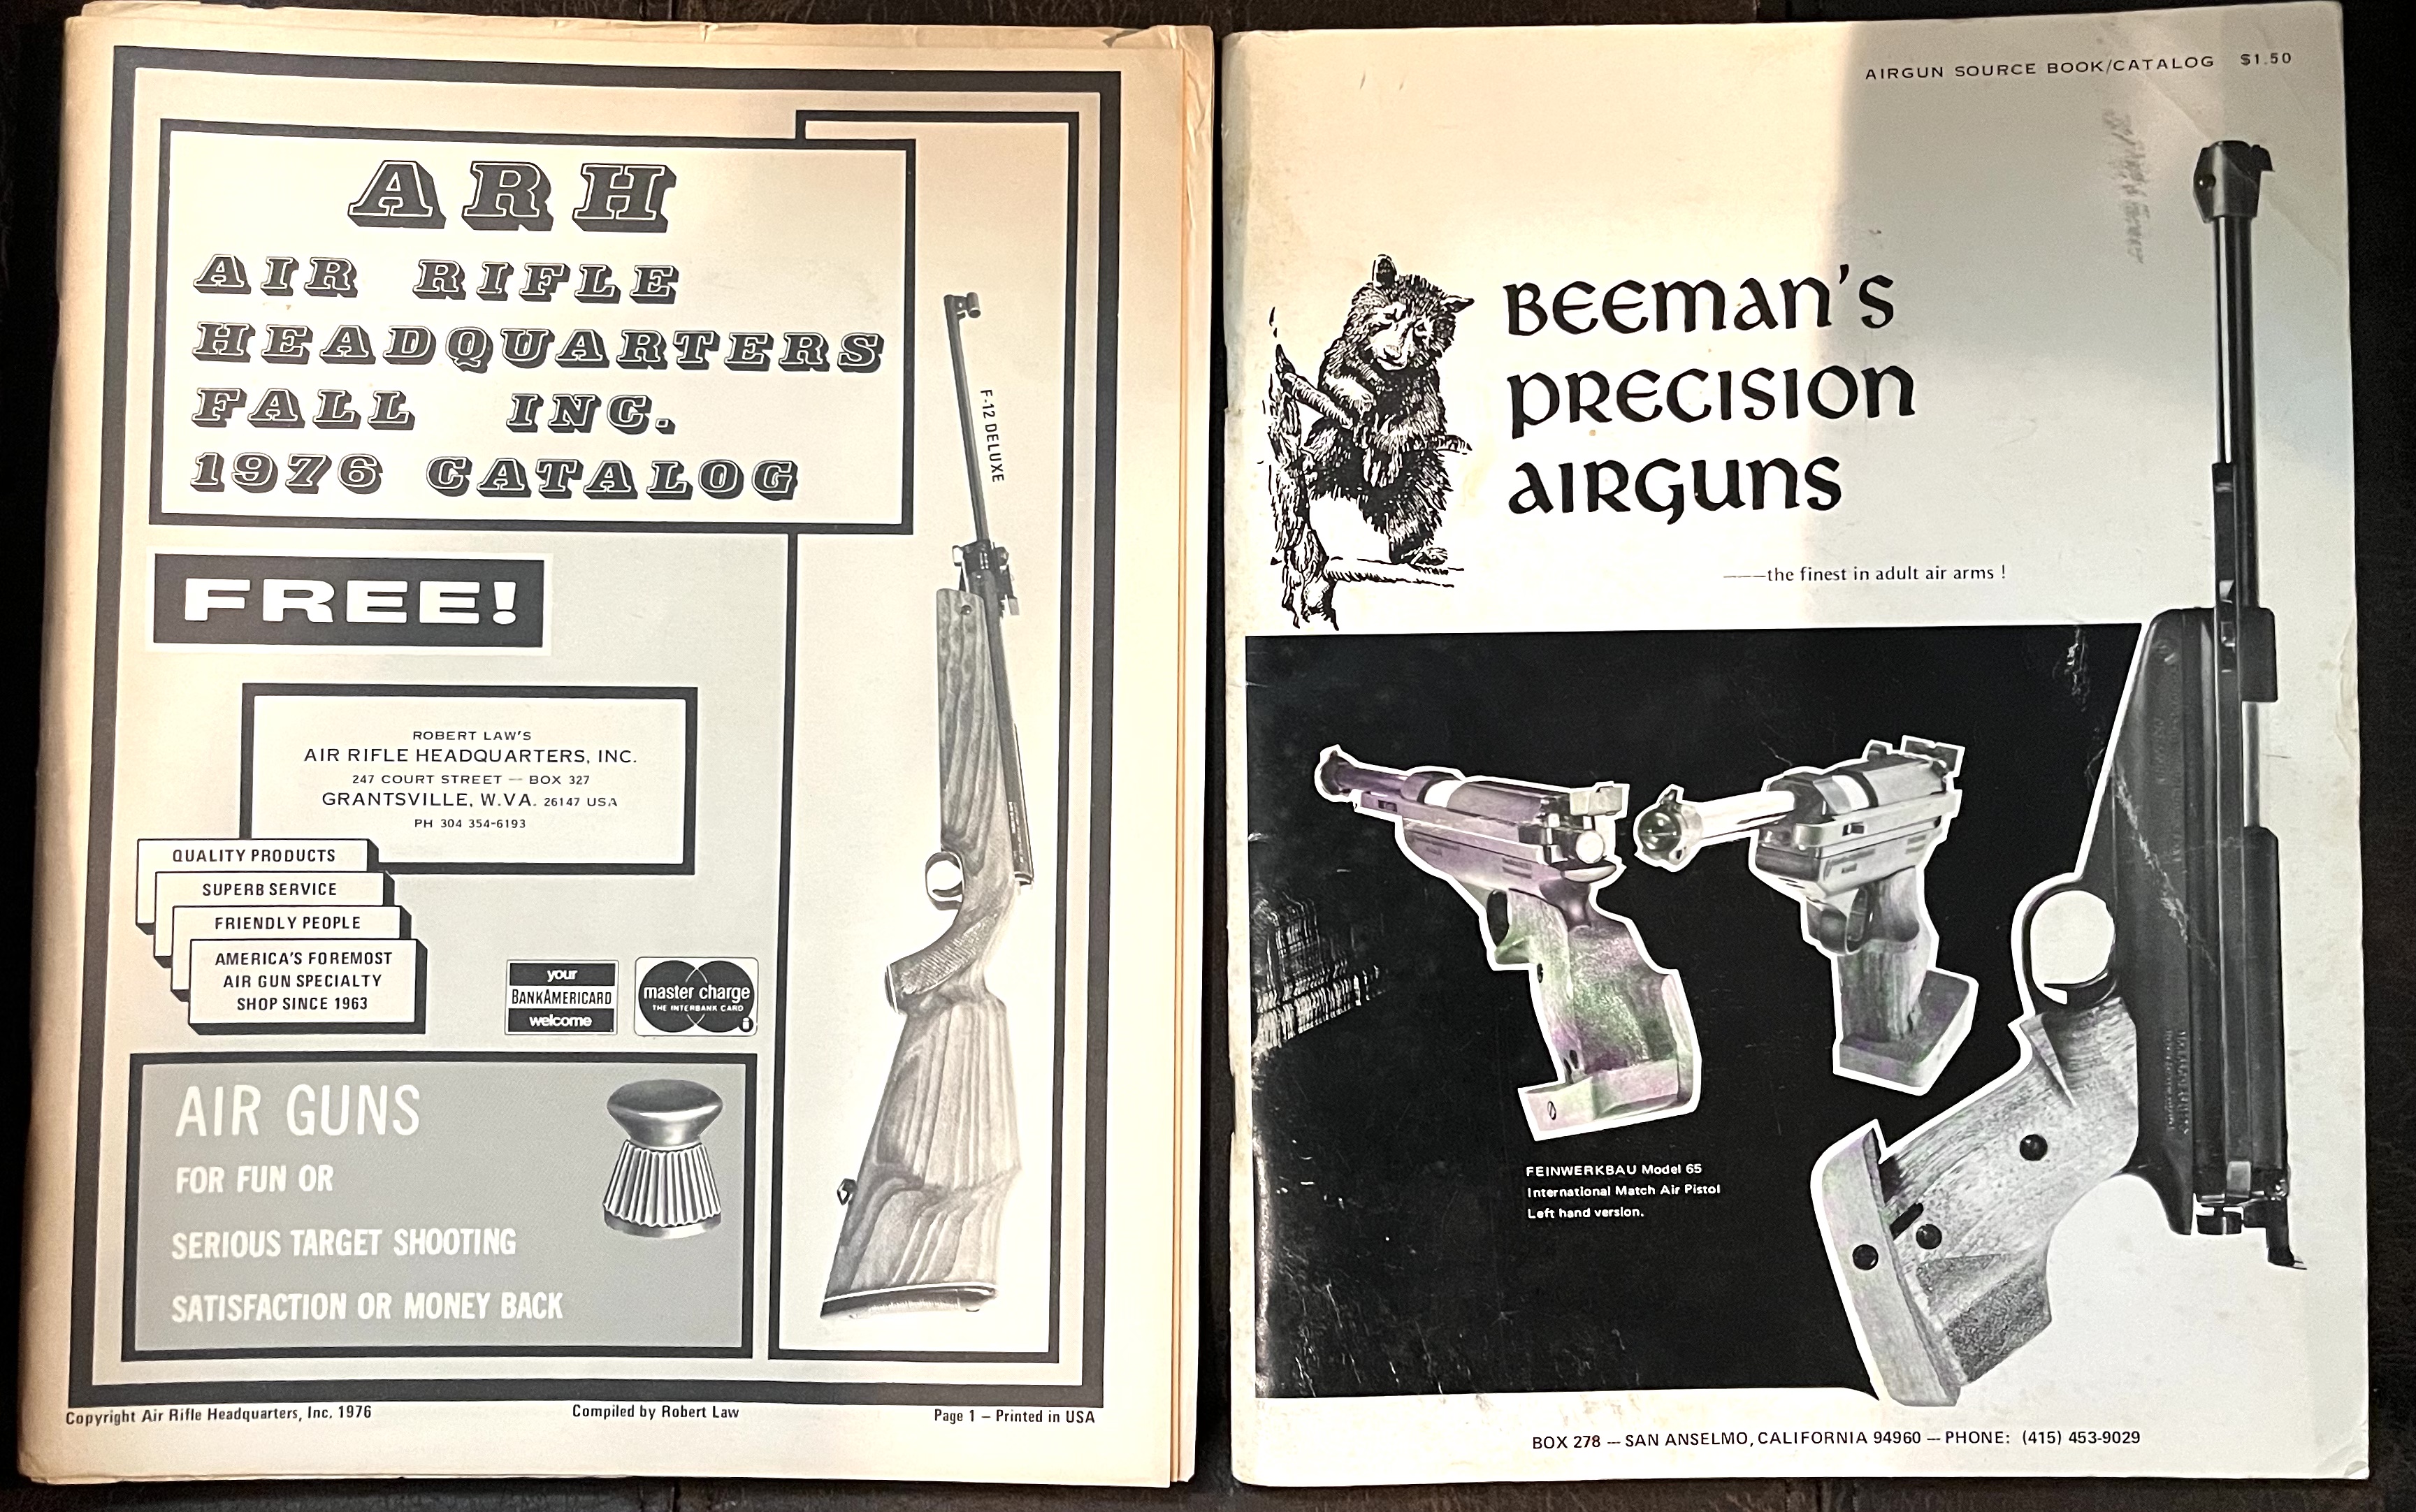 ARH
AIR RIFLE
HEADQUARTERS
FALL INC.
1976 CATALOG
F-12 DELUXE
FREE!
ROBERT LAW'S
AIR RIFLE HEADQUARTERS, INC.
247 COURT STREET — BOX 327
GRANTSVILLE, W.VA. 26147 USA
PH 304 354-6193
QUALITY PRODUCTS
SUPERB SERVICE
FRIENDLY PEOPLE
AMERICA'S FOREMOST
AIR GUN SPECIALTY
SHOP SINCE 1963
your
BANKAMERICARD
welcome
master charge
THE INTERBANK CARD
i
AIR GUNS
FOR FUN OR
SERIOUS TARGET SHOOTING
SATISFACTION OR MONEY BACK
Copyright Air Rifle Headquarters, Inc. 1976
Compiled by Robert Law
Page 1 – Printed in USA
AIRGUN SOURCE BOOK/CATALOG $1.50
BEEMAN'S
PRECISION
AIRGUNS
——the finest in adult air arms !
FEINWERKBAU Model 65
International Match Air Pistol
Left hand version.
BOX 278 — SAN ANSELMO, CALIFORNIA 94960 — PHONE: (415) 453-9029